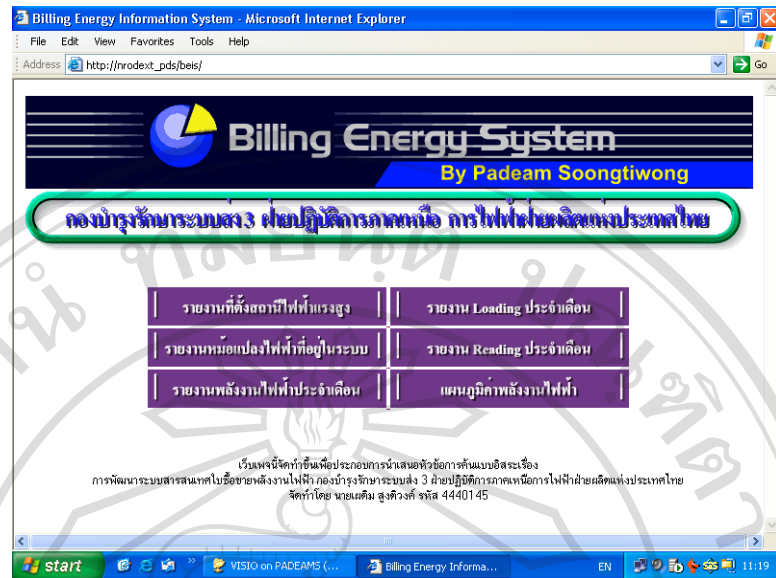 Billing Energy Information System - Microsoft Internet Explorer
File Edit View Favorites Tools Help
Address http://nrodext_pds/beis/ Go
Billing Energy System
By Padeam Soongtiwong
กองบำรุงรักษาระบบส่ง 3 ฝ่ายปฏิบัติการภาคเหนือ การไฟฟ้าฝ่ายผลิตแห่งประเทศไทย
รายงานที่ตั้งสถานีไฟฟ้าแรงสูง รายงาน Loading ประจำเดือน
รายงานหม้อแปลงไฟฟ้าที่อยู่ในระบบ รายงาน Reading ประจำเดือน
รายงานพลังงานไฟฟ้าประจำเดือน แผนภูมิค่าพลังงานไฟฟ้า
เว็บเพจนี้จัดทำขึ้นเพื่อประกอบการนำเสนอหัวข้อการค้นแบบอิสระเรื่อง
การพัฒนาระบบสารสนเทศใบซื้อขายพลังงานไฟฟ้า กองบำรุงรักษาระบบส่ง 3 ฝ่ายปฏิบัติการภาคเหนือการไฟฟ้าฝ่ายผลิตแห่งประเทศไทย
จัดทำโดย นายเผดิม สูงติวงค์ รหัส 4440145
start VISIO on PADEAMS (... Billing Energy Informa... EN 11:19